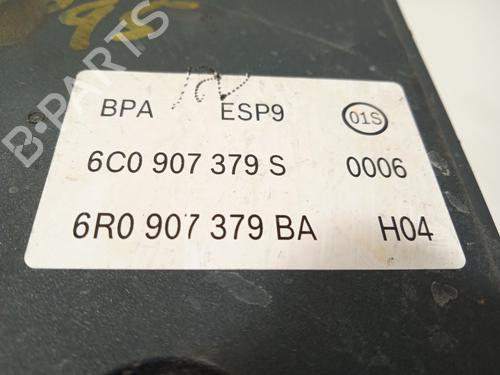 B-PARTS
BPA ESP9 01S
6C0 907 379 S 0006
6R0 907 379 BA H04